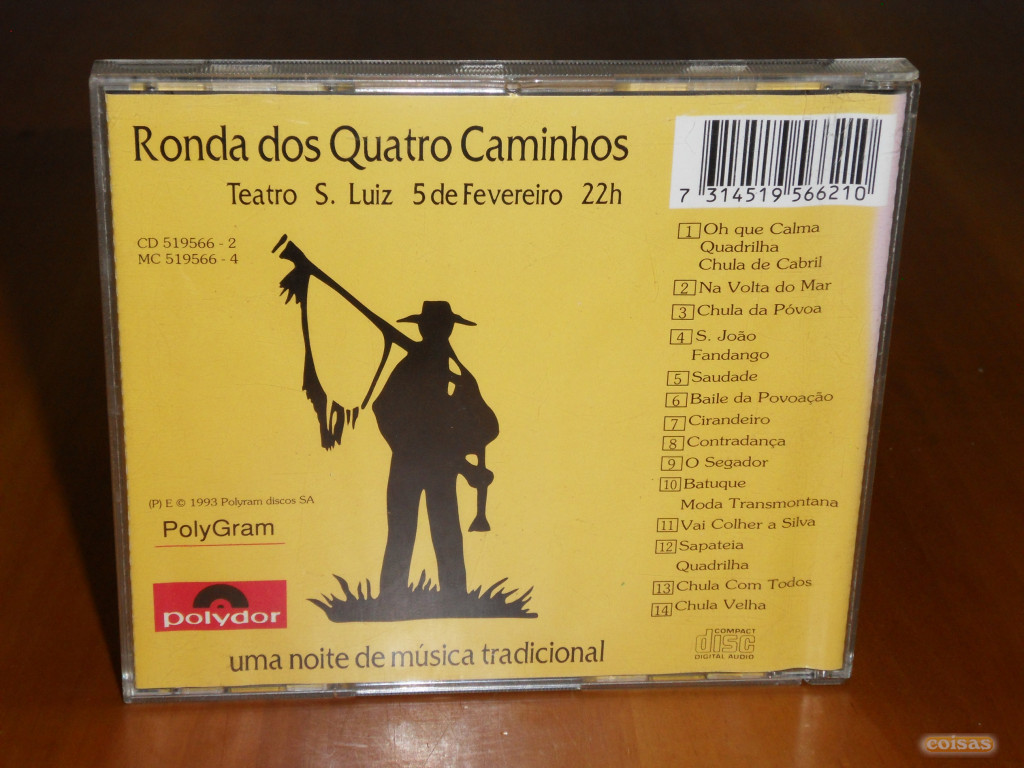 Ronda dos Quatro Caminhos
Teatro S. Luiz 5 de Fevereiro 22h
7 314519 566210
CD 519566 - 2
MC 519566 - 4
1 Oh que Calma
Quadrilha
Chula de Cabril
2 Na Volta do Mar
3 Chula da Póvoa
4 S. João
Fandango
5 Saudade
6 Baile da Povoação
7 Cirandeiro
8 Contradança
9 O Segador
10 Batuque
Moda Transmontana
11 Vai Colher a Silva
12 Sapateia
Quadrilha
13 Chula Com Todos
14 Chula Velha
(P) E © 1993 Polyram discos SA
PolyGram
polydor
uma noite de música tradicional
COMPACT
disc
DIGITAL AUDIO
coisas